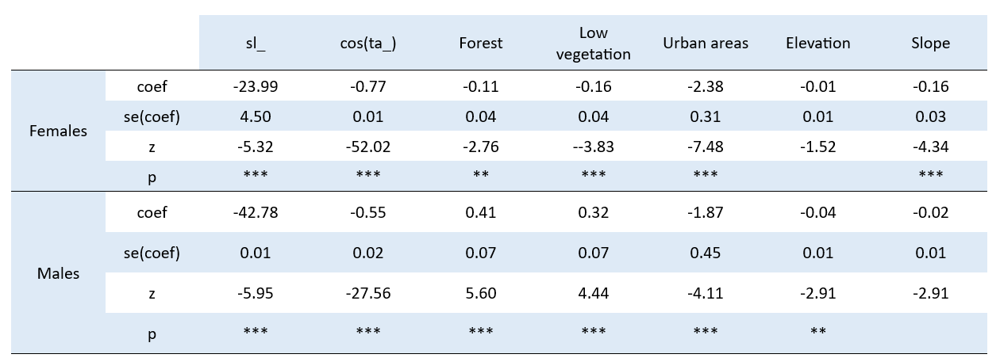 sl_ cos(ta_) Forest Low vegetation Urban areas Elevation Slope
Females
coef -23.99 -0.77 -0.11 -0.16 -2.38 -0.01 -0.16
se(coef) 4.50 0.01 0.04 0.04 0.31 0.01 0.03
z -5.32 -52.02 -2.76 --3.83 -7.48 -1.52 -4.34
p *** *** ** *** *** ***
Males
coef -42.78 -0.55 0.41 0.32 -1.87 -0.04 -0.02
se(coef) 0.01 0.02 0.07 0.07 0.45 0.01 0.01
z -5.95 -27.56 5.60 4.44 -4.11 -2.91 -2.91
p *** *** *** *** *** **